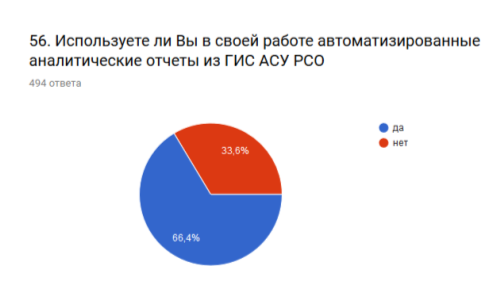 56. Используете ли Вы в своей работе автоматизированные
аналитические отчеты из ГИС АСУ РСО
494 ответа
да
нет
33,6%
66,4%